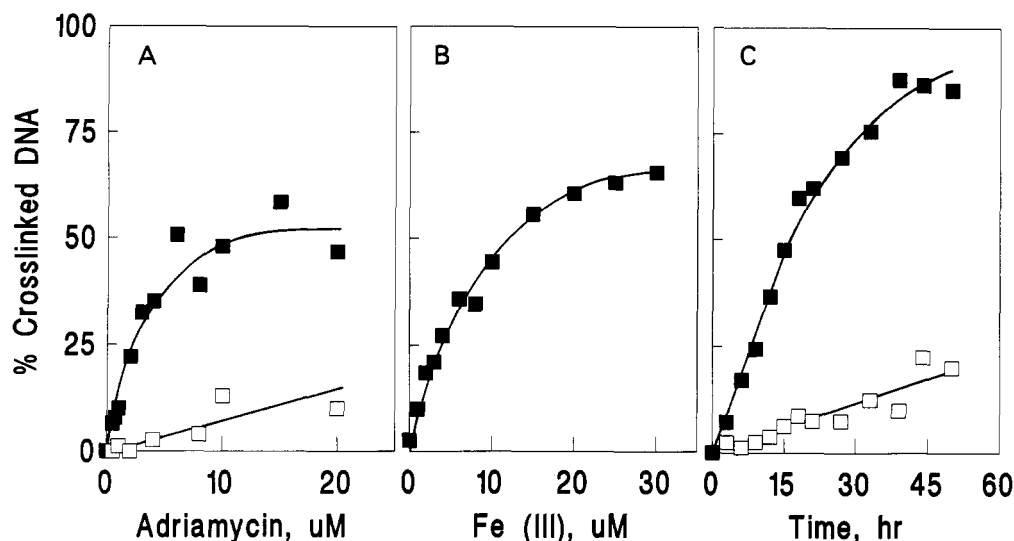 % Crosslinked DNA
100
75
50
25
0
A
B
C
0 10 20
0 10 20 30
0 15 30 45 60
Adriamycin, uM
Fe (III), uM
Time, hr